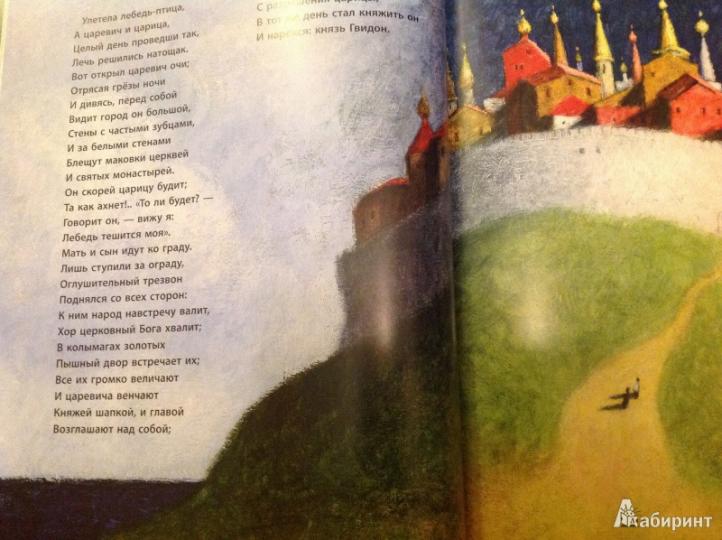 Улетела лебедь-птица,
А царевич и царица,
Целый день проведши так,
Лечь решились натощак.
Вот открыл царевич очи;
Отрясая грёзы ночи
И дивясь, перед собой
Видит город он большой,
Стены с частыми зубцами,
И за белыми стенами
Блещут маковки церквей
И святых монастырей.
Он скорей царицу будит;
Та как ахнет!.. «То ли будет? —
Говорит он, — вижу я:
Лебедь тешится моя».
Мать и сын идут ко граду.
Лишь ступили за ограду,
Оглушительный трезвон
Поднялся со всех сторон:
К ним народ навстречу валит,
Хор церковный Бога хвалит;
В колымагах золотых
Пышный двор встречает их;
Все их громко величают
И царевича венчают
Княжей шапкой, и главой
Возглашают над собой;
С царицы,
В тот же день стал княжить он
И нарёкся: князь Гвидон.
Лабиринт